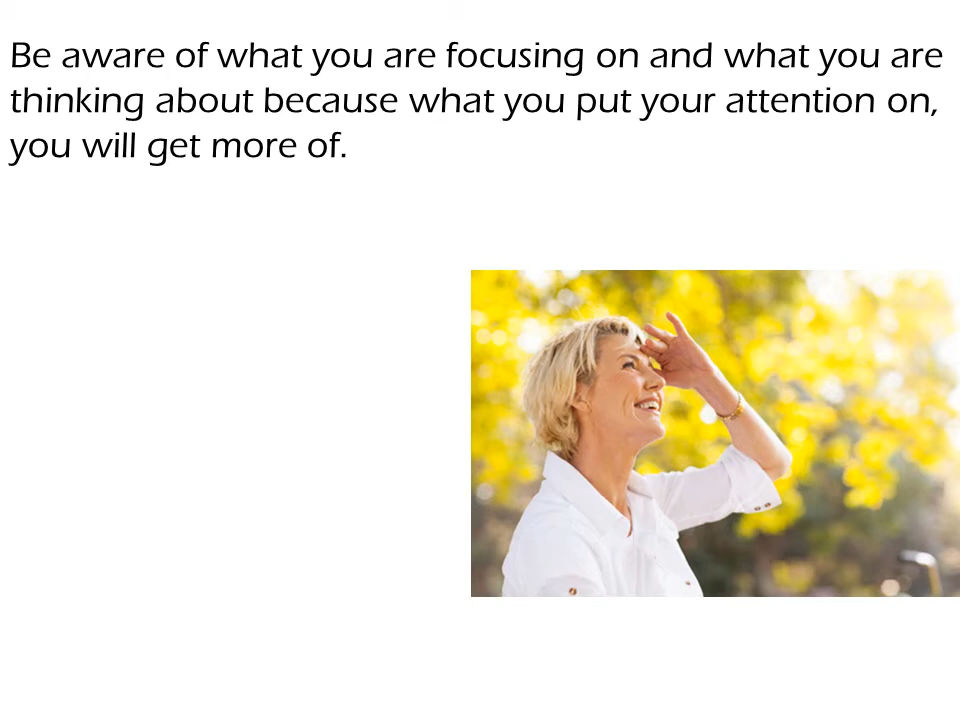 Be aware of what you are focusing on and what you are
thinking about because what you put your attention on,
you will get more of.